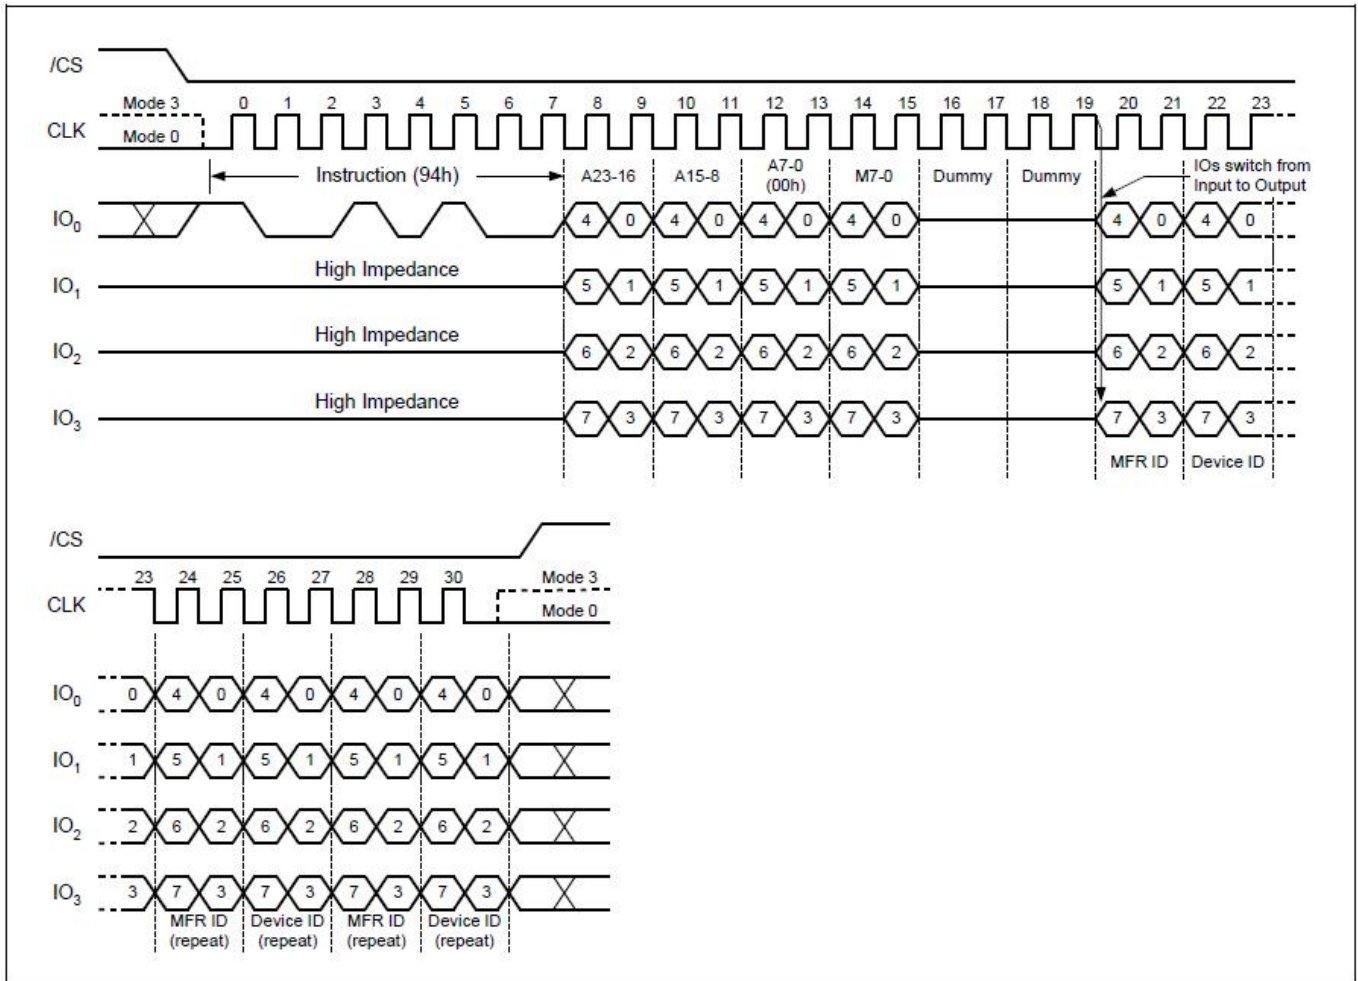 /CS
Mode 3 0 1 2 3 4 5 6 7 8 9 10 11 12 13 14 15 16 17 18 19 20 21 22 23
CLK
Mode 0
Instruction (94h) A23-16 A15-8 A7-0 (00h) M7-0 Dummy Dummy IOs switch from Input to Output
IO0 4 0 4 0 4 0 4 0 4 0 4 0
High Impedance
IO1 5 1 5 1 5 1 5 1 5 1 5 1
High Impedance
IO2 6 2 6 2 6 2 6 2 6 2 6 2
High Impedance
IO3 7 3 7 3 7 3 7 3 7 3 7 3
MFR ID Device ID
/CS
23 24 25 26 27 28 29 30 Mode 3
CLK
Mode 0
IO0 0 4 0 4 0 4 0 4 0
IO1 1 5 1 5 1 5 1 5 1
IO2 2 6 2 6 2 6 2 6 2
IO3 3 7 3 7 3 7 3 7 3
MFR ID (repeat) Device ID (repeat) MFR ID (repeat) Device ID (repeat)